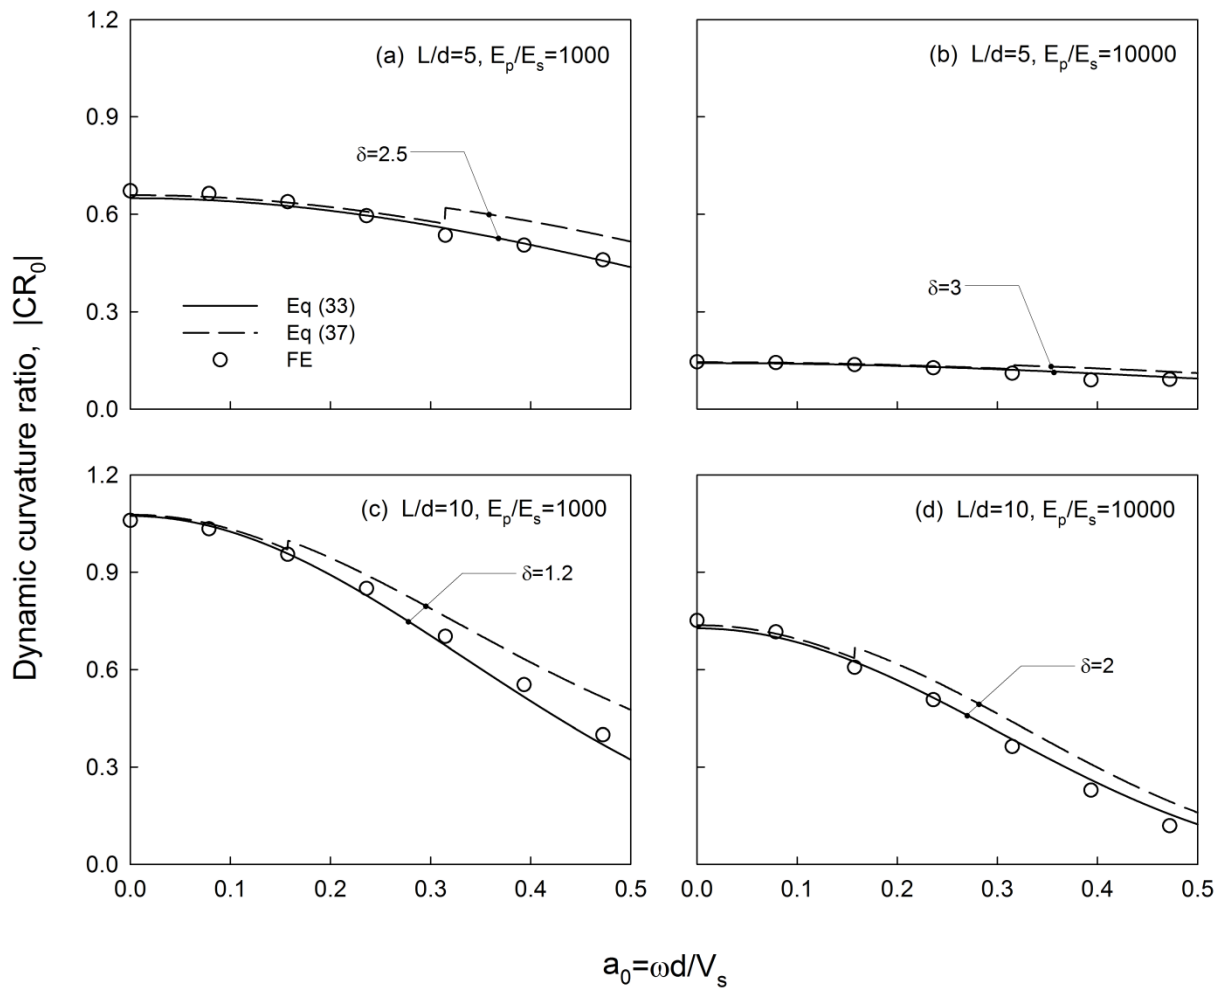 1.2
(a) L/d=5, Eₚ/Eₛ=1000
(b) L/d=5, Eₚ/Eₛ=10000
0.9
δ=2.5
0.6
δ=3
0.3
Eq (33)
Eq (37)
FE
0.0
Dynamic curvature ratio, |CR₀|
1.2
(c) L/d=10, Eₚ/Eₛ=1000
(d) L/d=10, Eₚ/Eₛ=10000
0.9
δ=1.2
0.6
δ=2
0.3
0.0
0.0 0.1 0.2 0.3 0.4 0.5
0.0 0.1 0.2 0.3 0.4 0.5
a₀=ωd/Vₛ